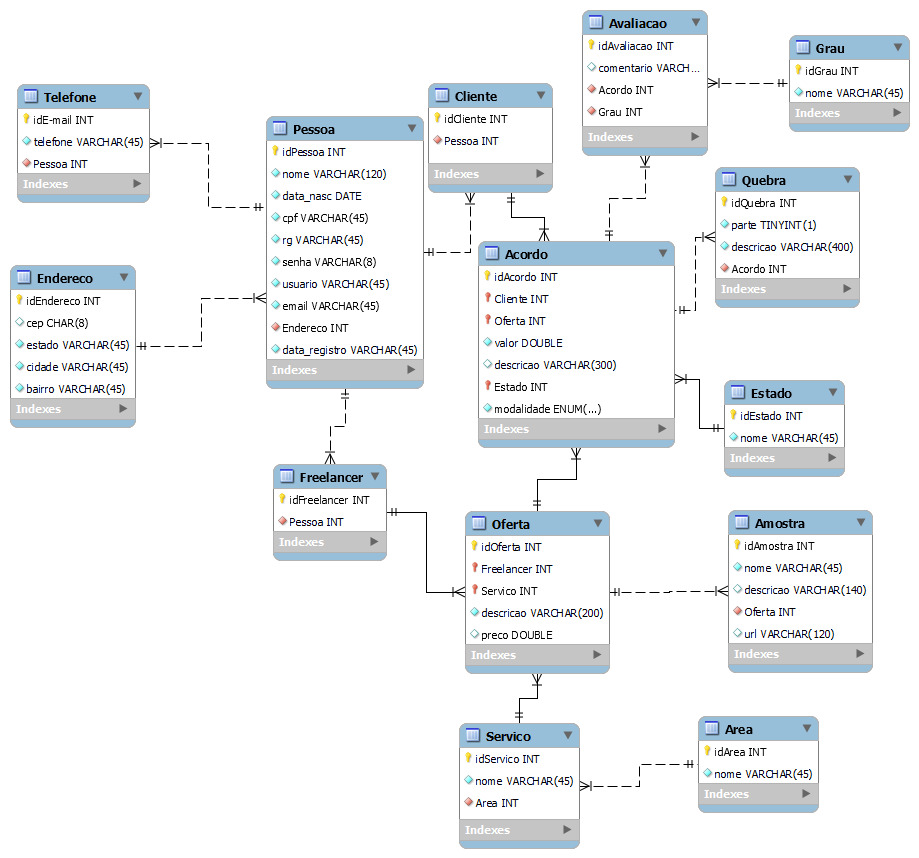 Avaliacao
idAvaliacao INT
comentario VARCH...
Acordo INT
Grau INT
Indexes
Grau
idGrau INT
nome VARCHAR(45)
Indexes
Telefone
idE-mail INT
telefone VARCHAR(45)
Pessoa INT
Indexes
Pessoa
idPessoa INT
nome VARCHAR(120)
data_nasc DATE
cpf VARCHAR(45)
rg VARCHAR(45)
senha VARCHAR(8)
usuario VARCHAR(45)
email VARCHAR(45)
Endereco INT
data_registro VARCHAR(45)
Indexes
Cliente
idCliente INT
Pessoa INT
Indexes
Quebra
idQuebra INT
parte TINYINT(1)
descricao VARCHAR(400)
Acordo INT
Indexes
Endereco
idEndereco INT
cep CHAR(8)
estado VARCHAR(45)
cidade VARCHAR(45)
bairro VARCHAR(45)
Indexes
Acordo
idAcordo INT
Cliente INT
Oferta INT
valor DOUBLE
descricao VARCHAR(300)
Estado INT
modalidade ENUM(...)
Indexes
Estado
idEstado INT
nome VARCHAR(45)
Indexes
Freelancer
idFreelancer INT
Pessoa INT
Indexes
Oferta
idOferta INT
Freelancer INT
Servico INT
descricao VARCHAR(200)
preco DOUBLE
Indexes
Amostra
idAmostra INT
nome VARCHAR(45)
descricao VARCHAR(140)
Oferta INT
url VARCHAR(120)
Indexes
Servico
idServico INT
nome VARCHAR(45)
Area INT
Indexes
Area
idArea INT
nome VARCHAR(45)
Indexes